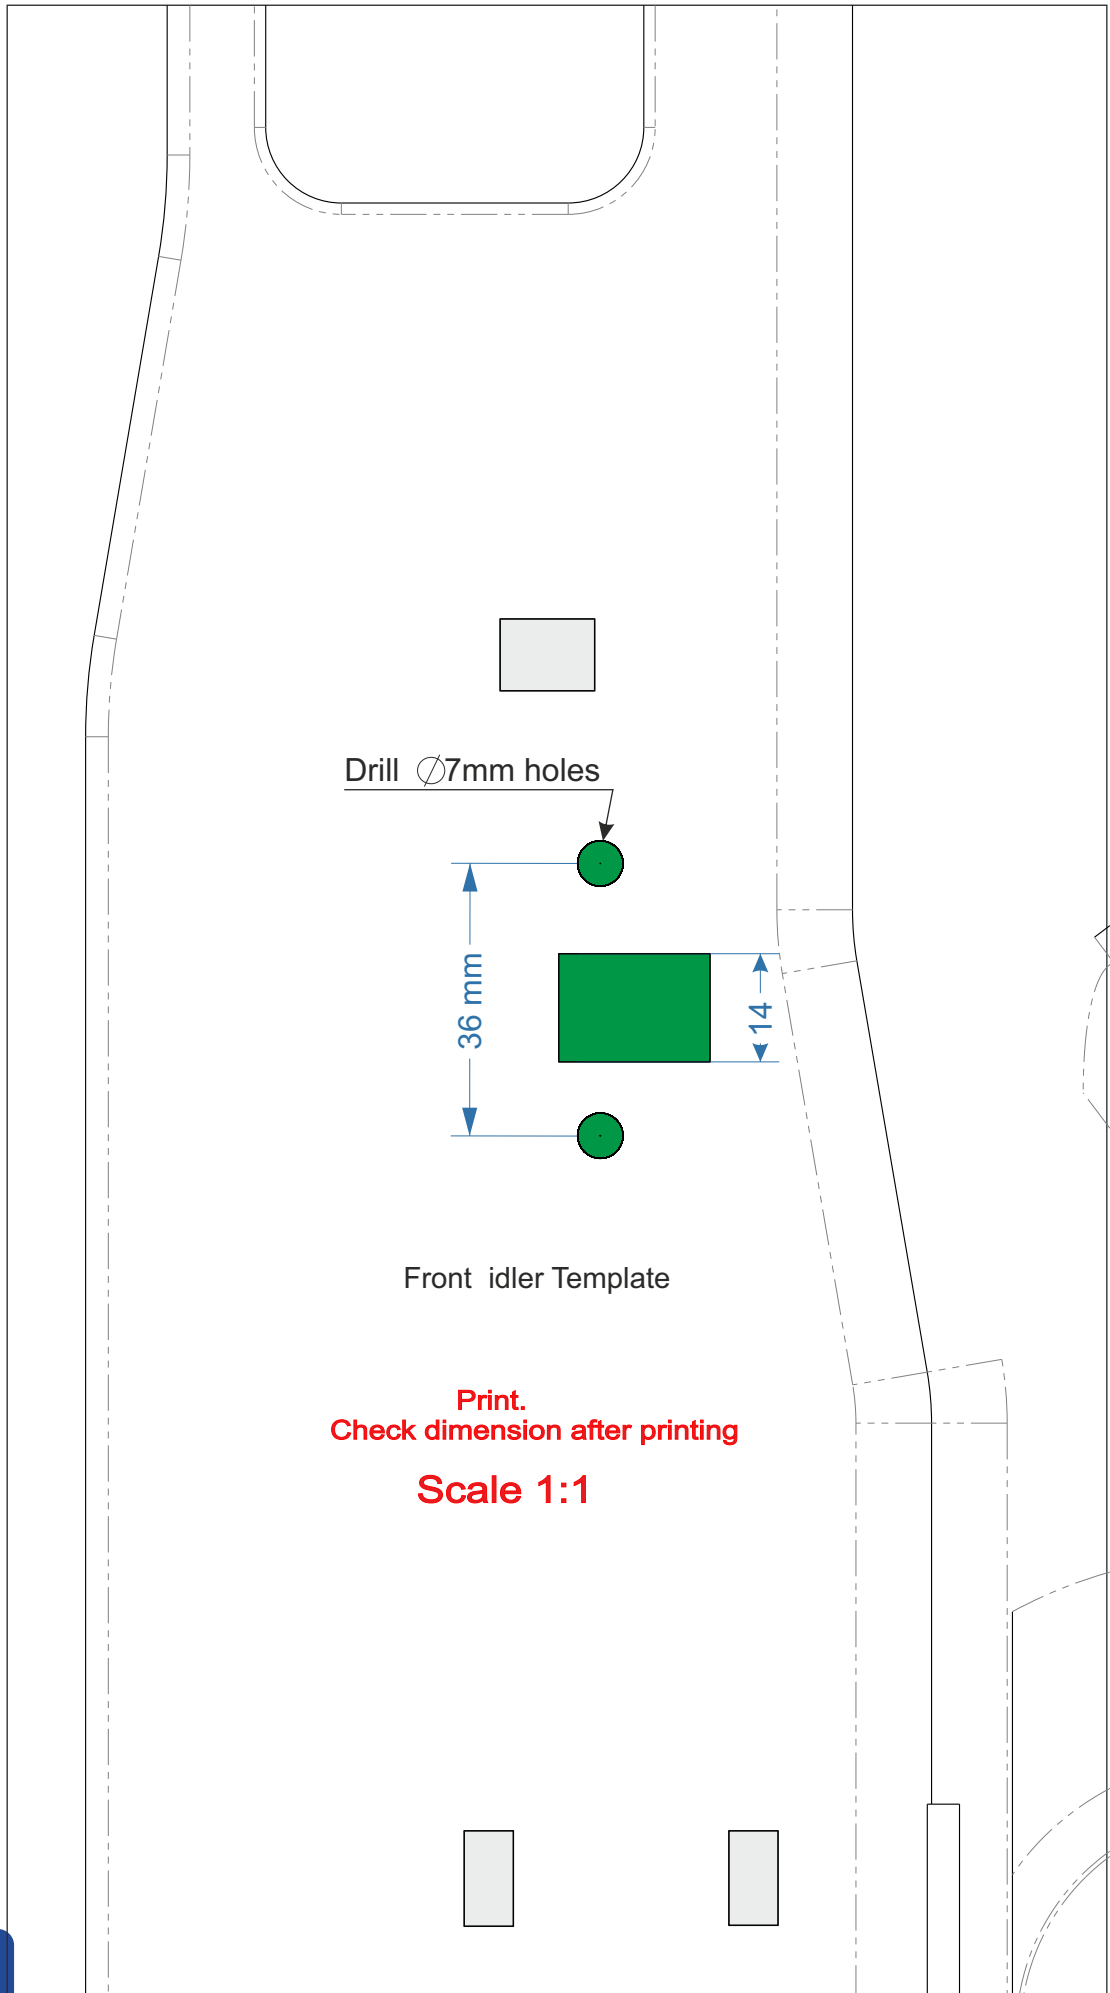 Drill ∅7mm holes
36 mm
14
Front idler Template
Print.
Check dimension after printing
Scale 1:1